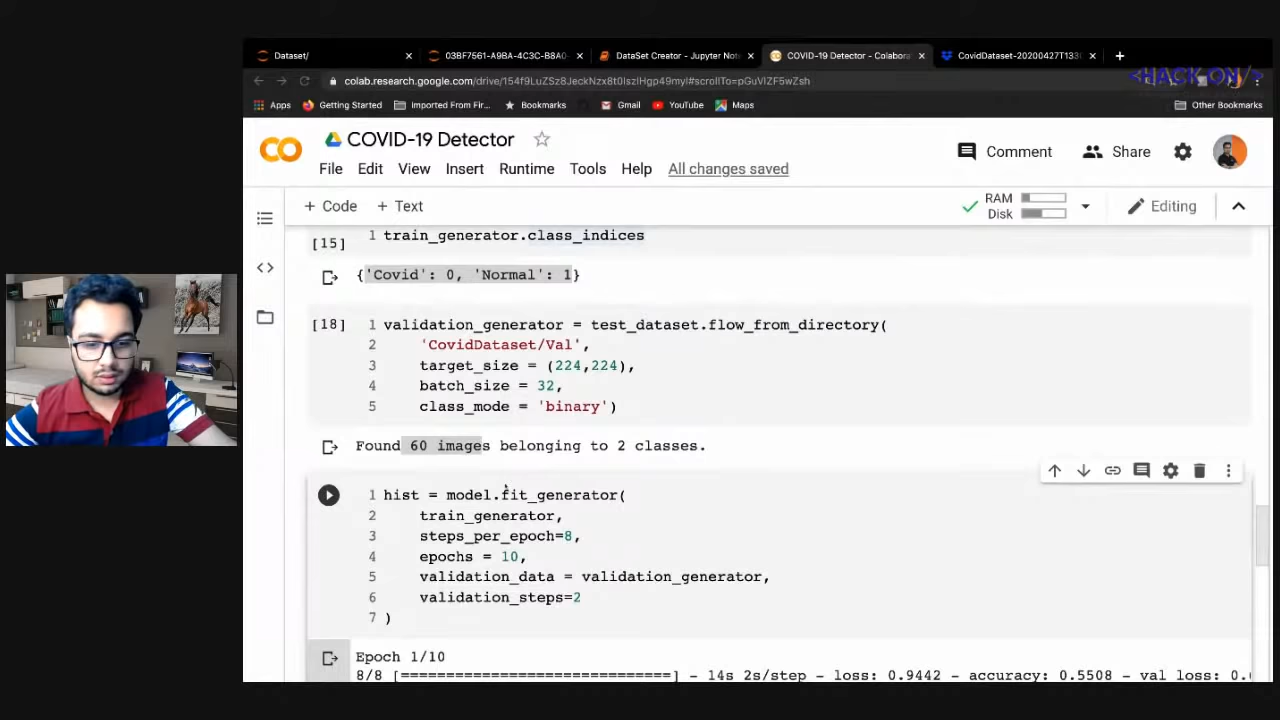 Dataset/
03BF7561-A9BA-4C3C-B8A0-
DataSet Creator - Jupyter Not
COVID-19 Detector - Colabora
CovidDataset-20200427T133
colab.research.google.com/drive/
<HACK ON/>
Apps
Getting Started
Imported From Fir...
Bookmarks
Gmail
YouTube
Maps
Other Bookmarks
COVID-19 Detector
Comment
Share
File Edit View Insert Runtime Tools Help All changes saved
+ Code + Text
RAM
Disk
Editing
[15] 1 train_generator.class_indices
{'Covid': 0, 'Normal': 1}
[18] 1 validation_generator = test_dataset.flow_from_directory(
2 'CovidDataset/Val',
3 target_size = (224,224),
4 batch_size = 32,
5 class_mode = 'binary')
Found 60 images belonging to 2 classes.
1 hist = model.fit_generator(
2 train_generator,
3 steps_per_epoch=8,
4 epochs = 10,
5 validation_data = validation_generator,
6 validation_steps=2
7 )
Epoch 1/10
8/8 [==============================] - 14s 2s/step - loss: 0.9442 - accuracy: 0.5508 - val loss: 0.